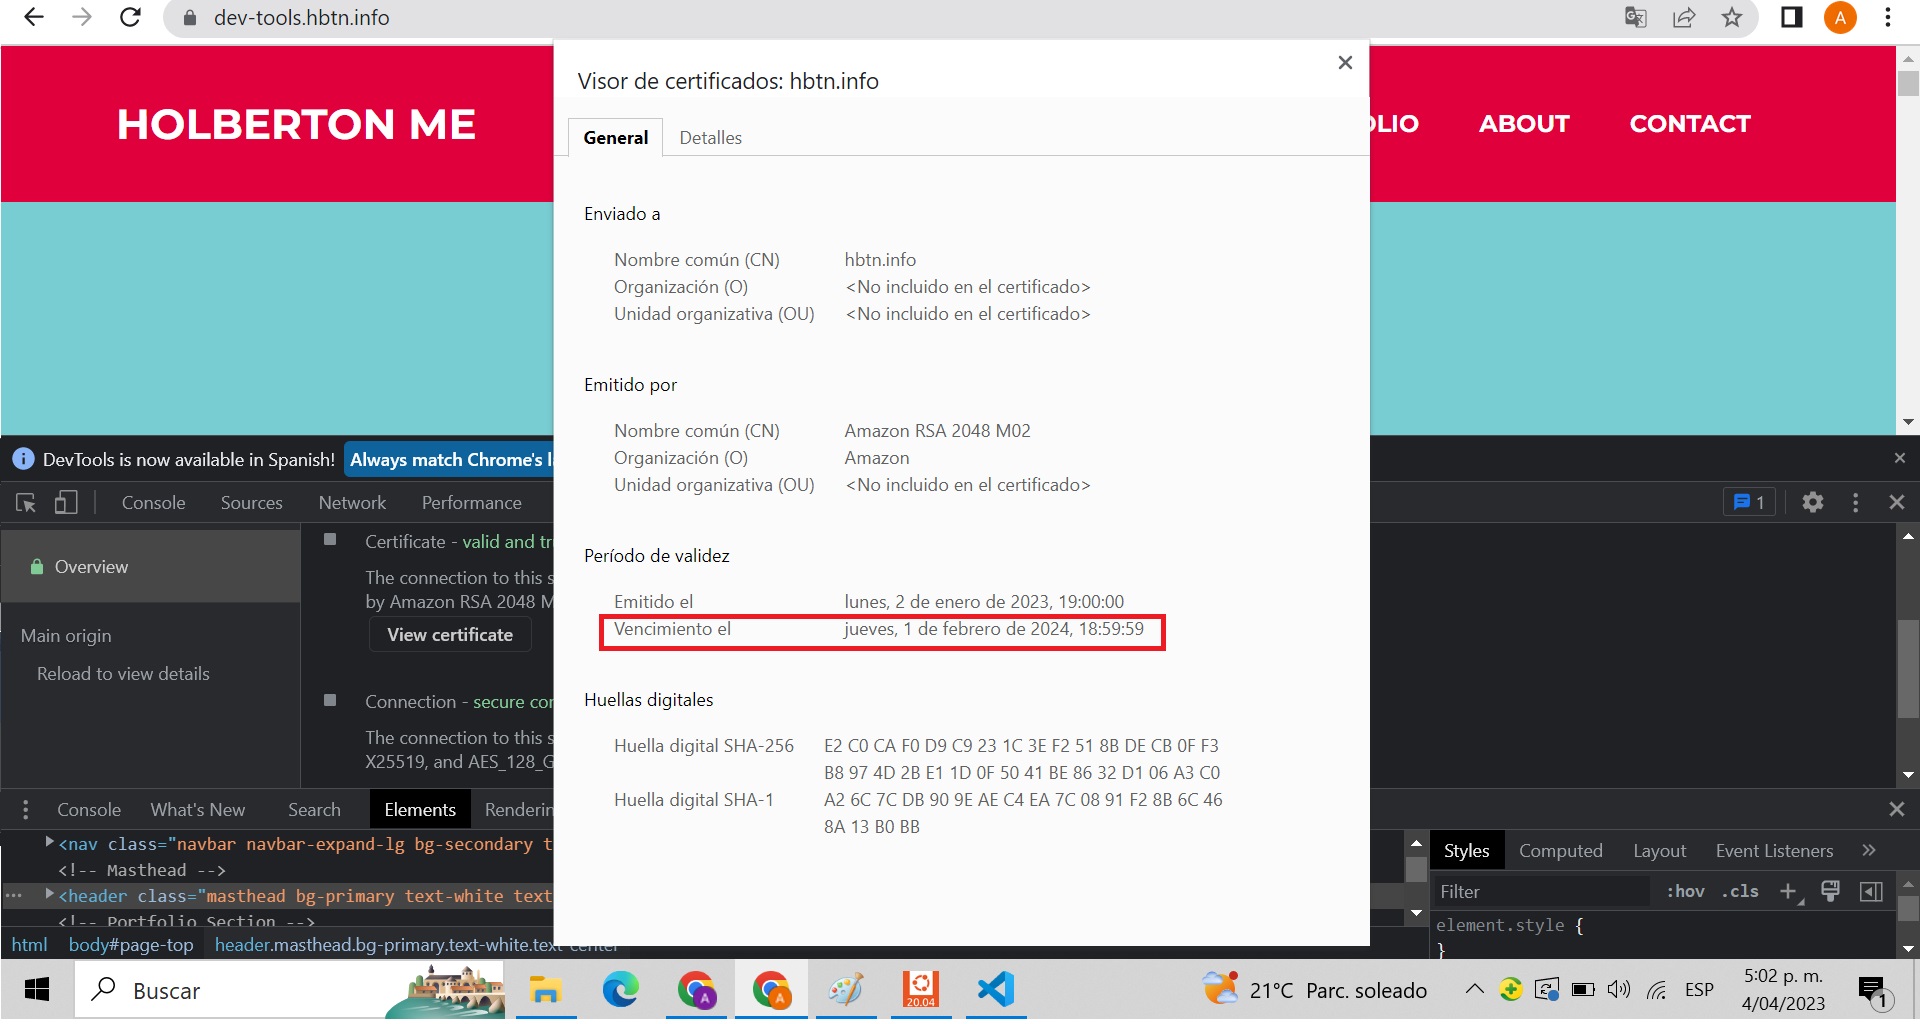 dev-tools.hbtn.info
A
Visor de certificados: hbtn.info
HOLBERTON ME
OLIO ABOUT CONTACT
General Detalles
Enviado a
Nombre común (CN) hbtn.info
Organización (O) <No incluido en el certificado>
Unidad organizativa (OU) <No incluido en el certificado>
Emitido por
Nombre común (CN) Amazon RSA 2048 M02
Organización (O) Amazon
Unidad organizativa (OU) <No incluido en el certificado>
Período de validez
Emitido el lunes, 2 de enero de 2023, 19:00:00
Vencimiento el jueves, 1 de febrero de 2024, 18:59:59
Huellas digitales
Huella digital SHA-256 E2 C0 CA F0 D9 C9 23 1C 3E F2 51 8B DE CB 0F F3
B8 97 4D 2B E1 1D 0F 50 41 BE 86 32 D1 06 A3 C0
Huella digital SHA-1 A2 6C 7C DB 90 9E AE C4 EA 7C 08 91 F2 8B 6C 46
8A 13 B0 BB
DevTools is now available in Spanish! Always match Chrome's l
Console Sources Network Performance
1
Overview
Main origin
Reload to view details
Certificate - valid and tr
The connection to this s
by Amazon RSA 2048 M
View certificate
Connection - secure cor
The connection to this s
X25519, and AES_128_G
Console What's New Search Elements Renderin
<nav class="navbar navbar-expand-lg bg-secondary t
<!-- Masthead -->
<header class="masthead bg-primary text-white text
<!-- Portfolio Section -->
html body#page-top header.masthead.bg-primary.text-white.text-center
Styles Computed Layout Event Listeners
Filter :hov .cls
element.style {
}
Buscar
A A 20.04
21°C Parc. soleado
ESP
5:02 p. m.
4/04/2023
1